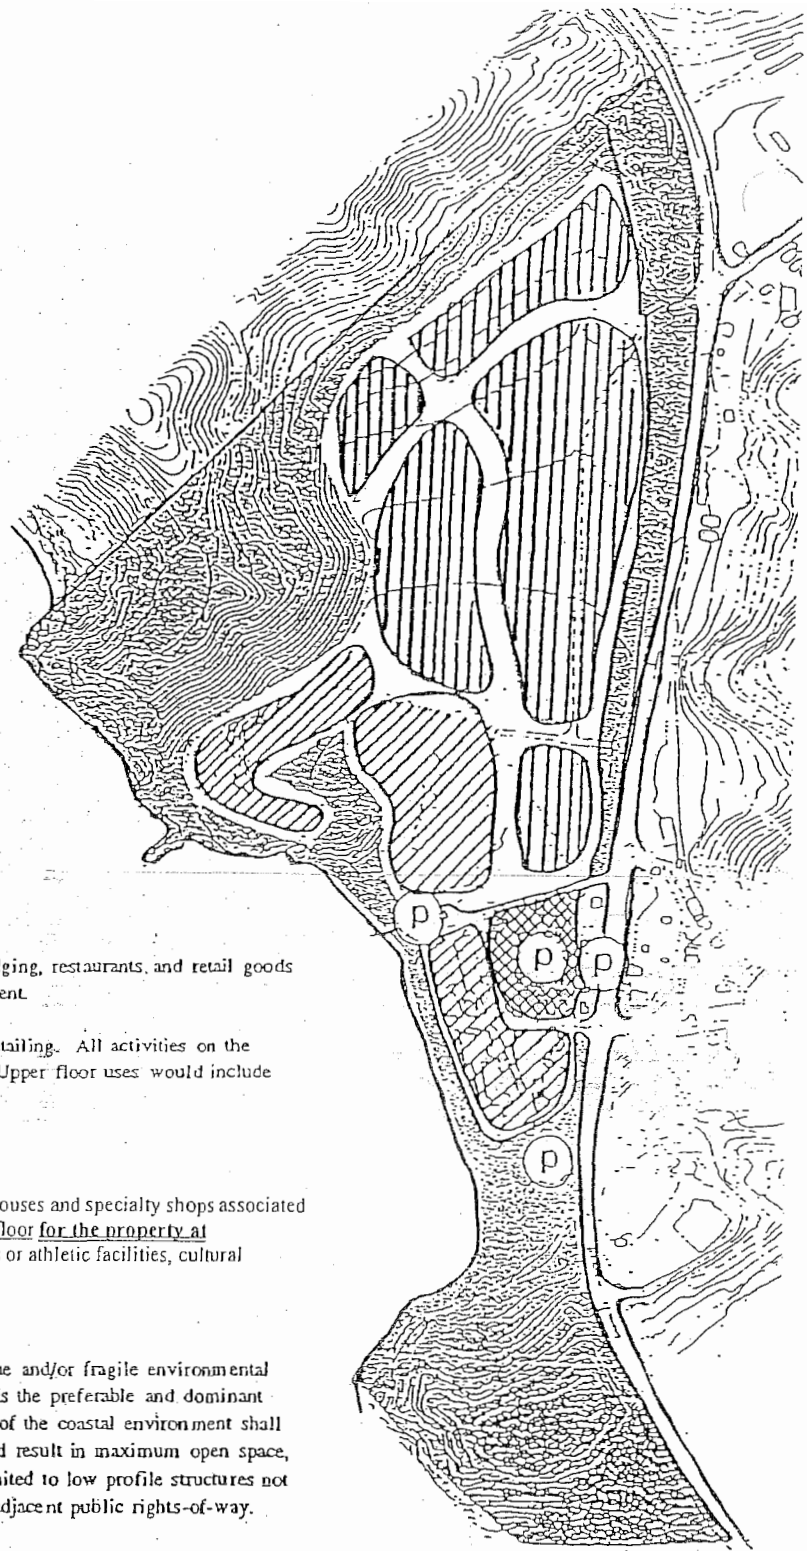 P
ging, restaurants, and retail goods
ent.
P P
tailing. All activities on the
Upper floor uses would include
P
ouses and specialty shops associated
loor for the property at
or athletic facilities, cultural
e and/or fragile environmental
s the preferable and dominant
of the coastal environment shall
d result in maximum open space,
ited to low profile structures not
djacent public rights-of-way.